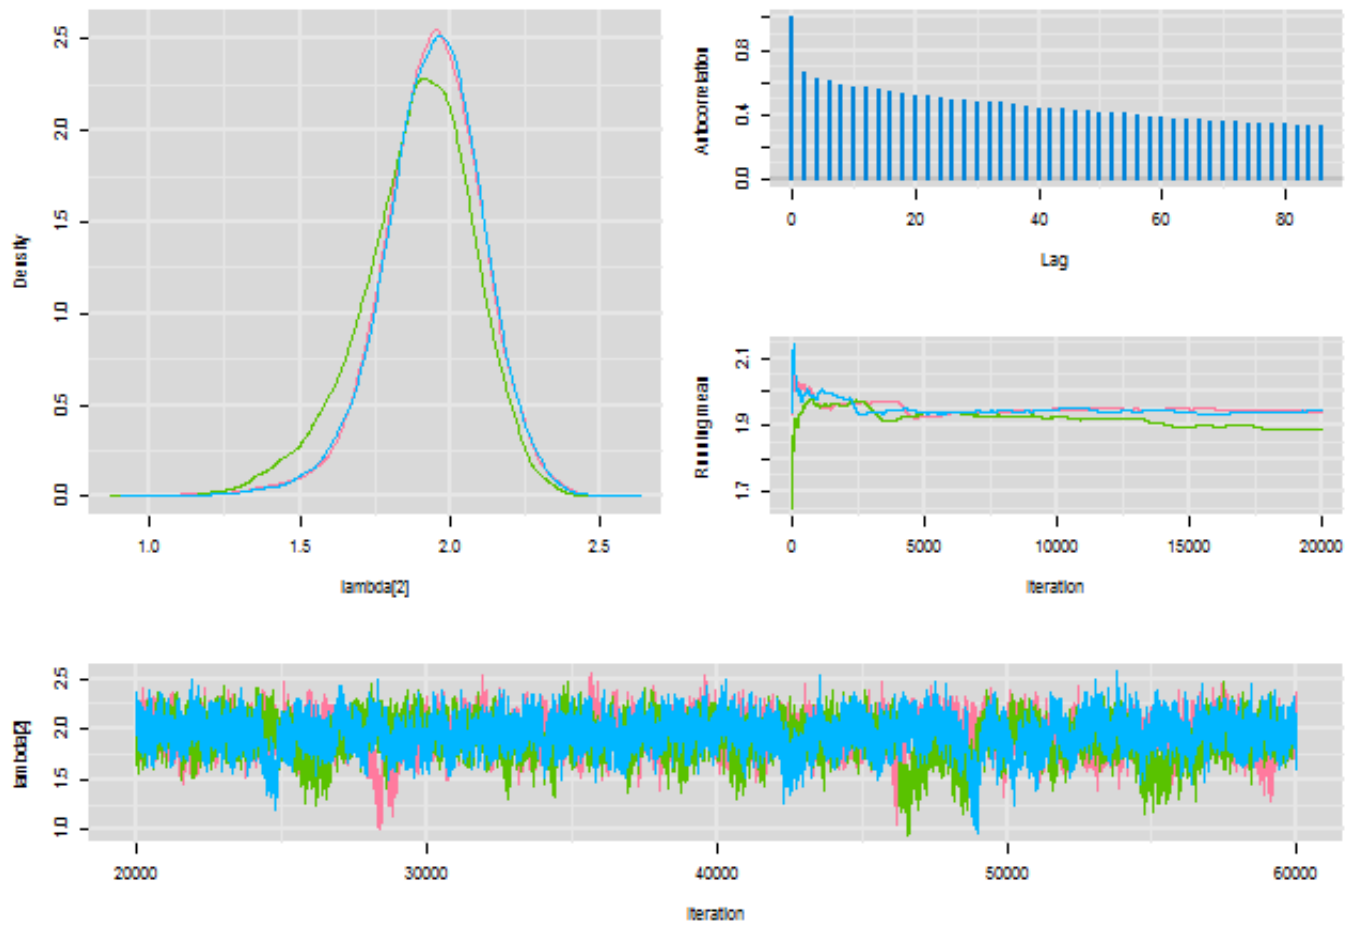 Density
2.5
2.0
1.5
1.0
0.5
0.0
1.0 1.5 2.0 2.5
lambda[2]
Autocorrelation
0.8
0.4
0.0
0 20 40 60 80
Lag
Running mean
2.1
1.9
1.7
0 5000 10000 15000 20000
Iteration
lambda[2]
2.5
2.0
1.5
1.0
20000 30000 40000 50000 60000
Iteration